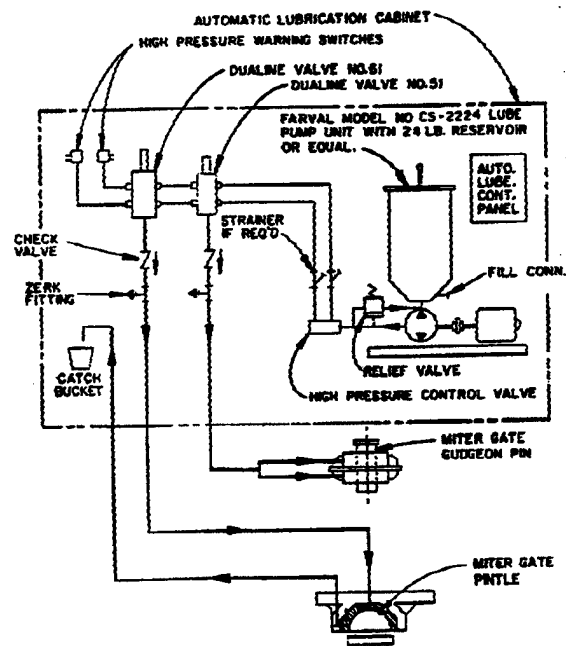 AUTOMATIC LUBRICATION CABINET
HIGH PRESSURE WARNING SWITCHES
DUALINE VALVE NO.61
DUALINE VALVE NO.51
FARVAL MODEL NO CS-2224 LUBE
PUMP UNIT WITH 24 LB. RESERVOIR
OR EQUAL.
AUTO.
LUBE.
CONT.
PANEL
STRAINER
IF REQ'D
CHECK
VALVE
FILL CONN.
ZERK
FITTING
RELIEF VALVE
CATCH
BUCKET
HIGH PRESSURE CONTROL VALVE
MITER GATE
GUDGEON PIN
MITER GATE
PINTLE